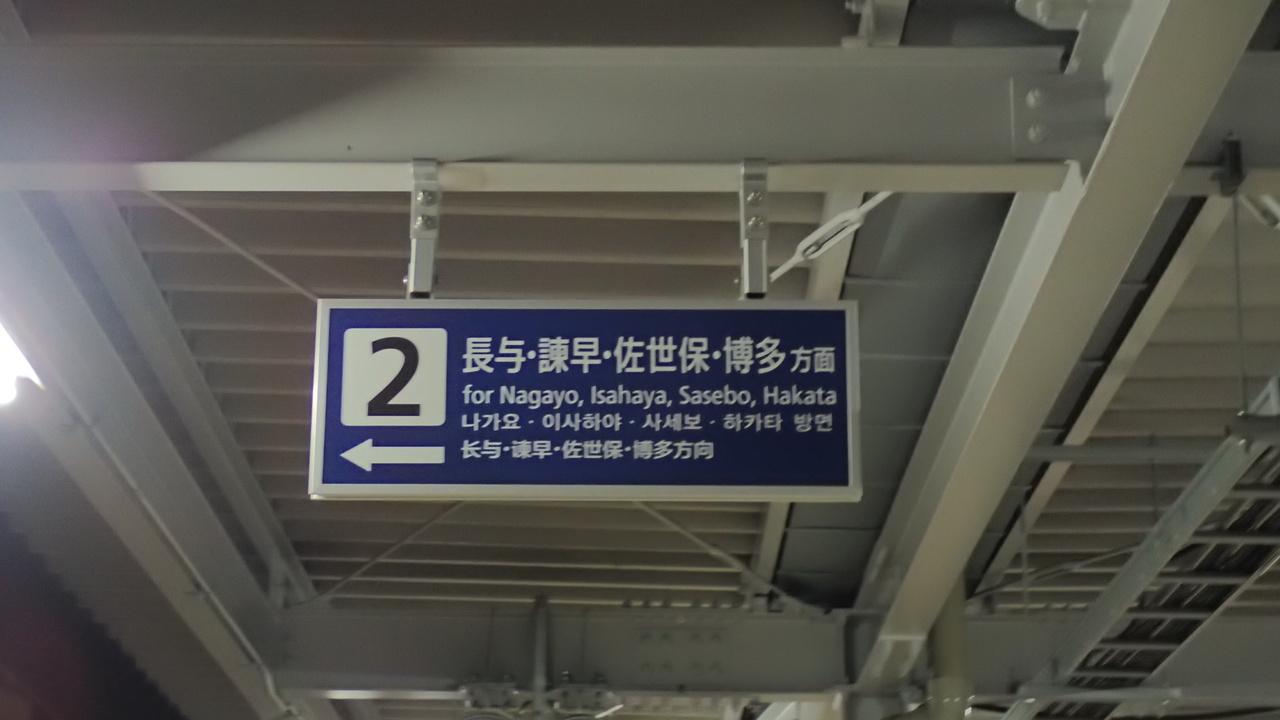 2
長与・諫早・佐世保・博多方面
for Nagayo, Isahaya, Sasebo, Hakata
나가요 · 이사하야 · 사세보 · 하카타 방면
长与・谏早・佐世保・博多方向